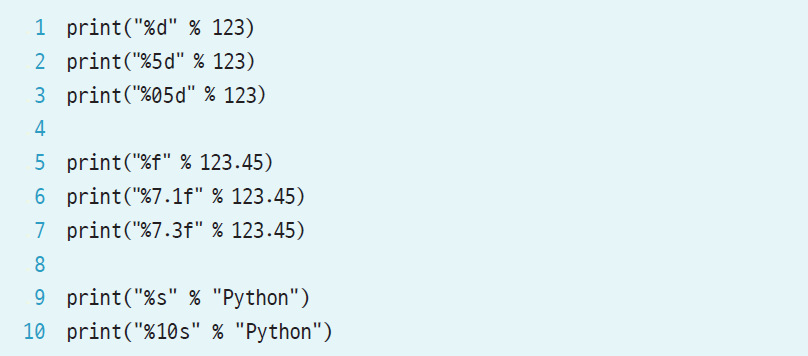 1 print("%d" % 123)
2 print("%5d" % 123)
3 print("%05d" % 123)
4
5 print("%f" % 123.45)
6 print("%7.1f" % 123.45)
7 print("%7.3f" % 123.45)
8
9 print("%s" % "Python")
10 print("%10s" % "Python")